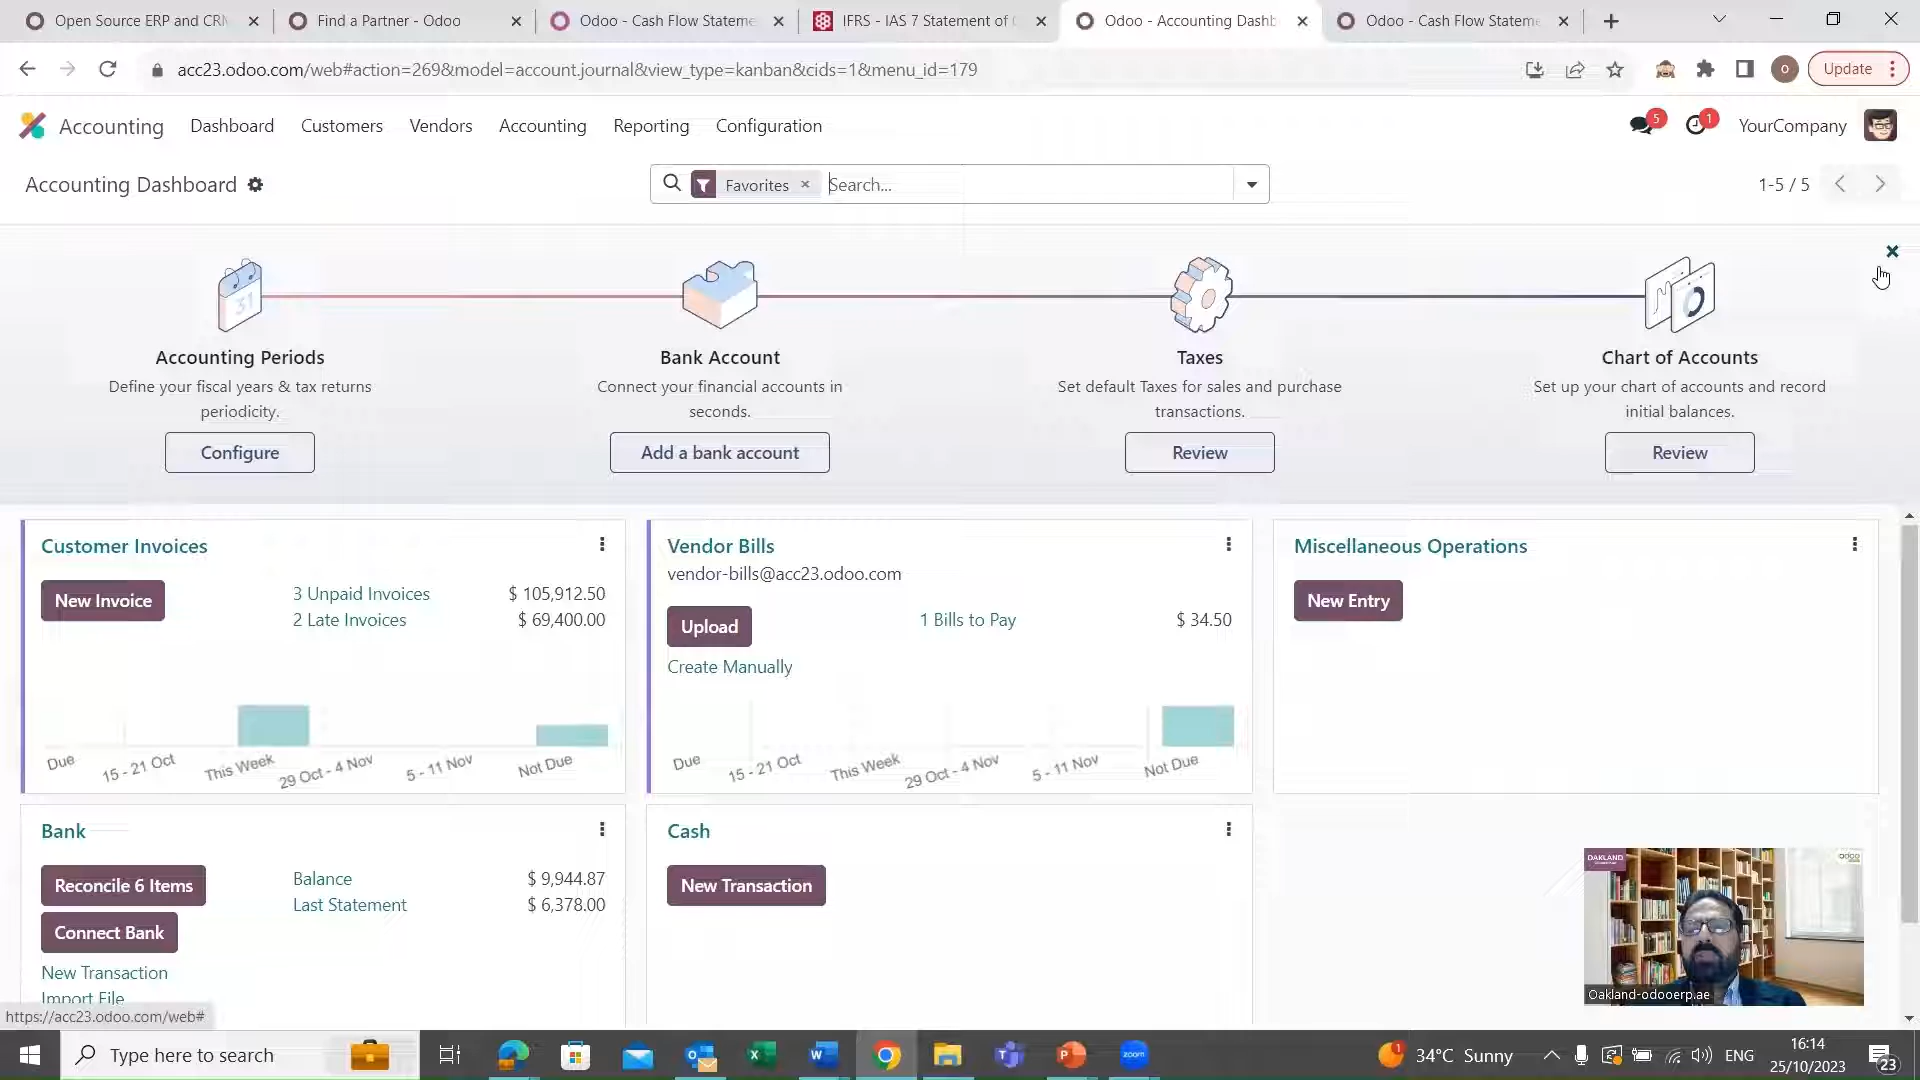 Open Source ERP and CRM
Find a Partner - Odoo
Odoo - Cash Flow Stateme
IFRS - IAS 7 Statement of C
Odoo - Accounting Dashb
Odoo - Cash Flow Stateme
acc23.odoo.com/web#action=269&model=account.journal&view_type=kanban&cids=1&menu_id=179
O
Update
Accounting
Dashboard
Customers
Vendors
Accounting
Reporting
Configuration
5
1
YourCompany
Accounting Dashboard
Favorites
Search...
1-5 / 5
31
Accounting Periods
Define your fiscal years & tax returns
periodicity.
Configure
Bank Account
Connect your financial accounts in
seconds.
Add a bank account
Taxes
Set default Taxes for sales and purchase
transactions.
Review
Chart of Accounts
Set up your chart of accounts and record
initial balances.
Review
Customer Invoices
New Invoice
3 Unpaid Invoices $ 105,912.50
2 Late Invoices $ 69,400.00
Due 15 - 21 Oct This Week 29 Oct - 4 Nov 5 - 11 Nov Not Due
Vendor Bills
vendor-bills@acc23.odoo.com
Upload
1 Bills to Pay $ 34.50
Create Manually
Due 15 - 21 Oct This Week 29 Oct - 4 Nov 5 - 11 Nov Not Due
Miscellaneous Operations
New Entry
Bank
Reconcile 6 Items
Balance $ 9,944.87
Last Statement $ 6,378.00
Connect Bank
New Transaction
Import File
Cash
New Transaction
OAKLAND
odoo
Oakland-odooerp.ae
https://acc23.odoo.com/web#
Type here to search
zoom
1
34°C Sunny
ENG
16:14
25/10/2023
23